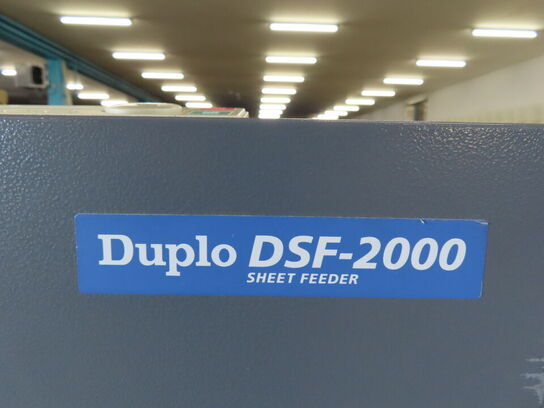 Duplo DSF-2000
SHEET FEEDER